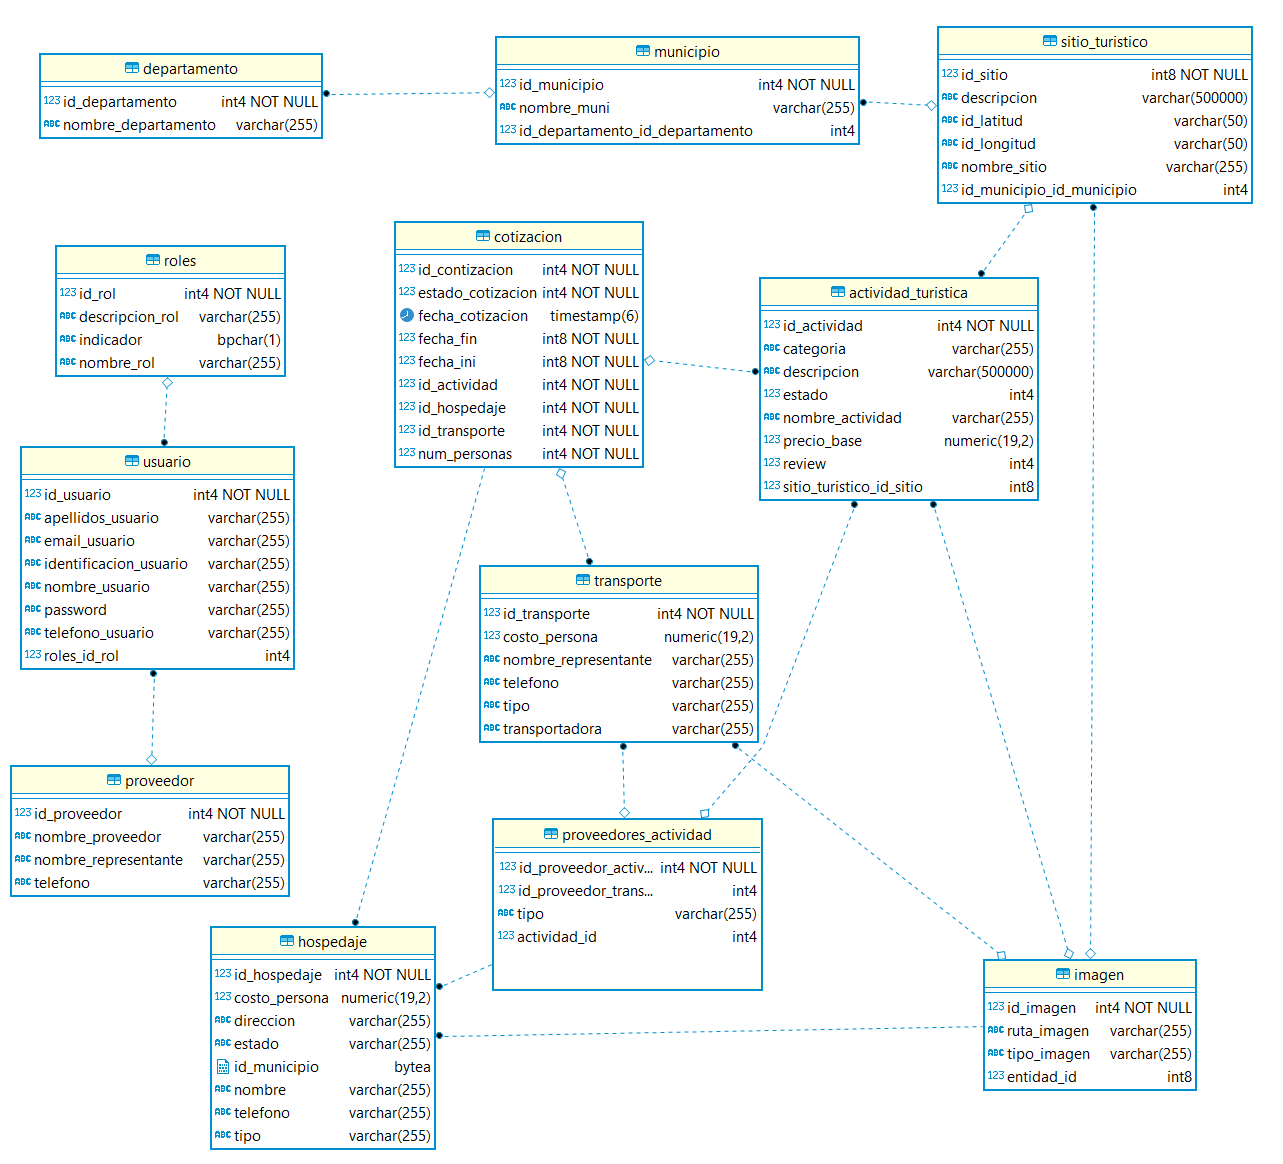 departamento
123 id_departamento int4 NOT NULL
ABC nombre_departamento varchar(255)
municipio
123 id_municipio int4 NOT NULL
ABC nombre_muni varchar(255)
123 id_departamento_id_departamento int4
sitio_turistico
123 id_sitio int8 NOT NULL
ABC descripcion varchar(500000)
ABC id_latitud varchar(50)
ABC id_longitud varchar(50)
ABC nombre_sitio varchar(255)
123 id_municipio_id_municipio int4
roles
123 id_rol int4 NOT NULL
ABC descripcion_rol varchar(255)
ABC indicador bpchar(1)
ABC nombre_rol varchar(255)
cotizacion
123 id_contizacion int4 NOT NULL
123 estado_cotizacion int4 NOT NULL
fecha_cotizacion timestamp(6)
123 fecha_fin int8 NOT NULL
123 fecha_ini int8 NOT NULL
123 id_actividad int4 NOT NULL
123 id_hospedaje int4 NOT NULL
123 id_transporte int4 NOT NULL
123 num_personas int4 NOT NULL
actividad_turistica
123 id_actividad int4 NOT NULL
ABC categoria varchar(255)
ABC descripcion varchar(500000)
123 estado int4
ABC nombre_actividad varchar(255)
123 precio_base numeric(19,2)
123 review int4
123 sitio_turistico_id_sitio int8
usuario
123 id_usuario int4 NOT NULL
ABC apellidos_usuario varchar(255)
ABC email_usuario varchar(255)
ABC identificacion_usuario varchar(255)
ABC nombre_usuario varchar(255)
ABC password varchar(255)
ABC telefono_usuario varchar(255)
123 roles_id_rol int4
transporte
123 id_transporte int4 NOT NULL
123 costo_persona numeric(19,2)
ABC nombre_representante varchar(255)
ABC telefono varchar(255)
ABC tipo varchar(255)
ABC transportadora varchar(255)
proveedor
123 id_proveedor int4 NOT NULL
ABC nombre_proveedor varchar(255)
ABC nombre_representante varchar(255)
ABC telefono varchar(255)
proveedores_actividad
123 id_proveedor_activ... int4 NOT NULL
123 id_proveedor_trans... int4
ABC tipo varchar(255)
123 actividad_id int4
hospedaje
123 id_hospedaje int4 NOT NULL
123 costo_persona numeric(19,2)
ABC direccion varchar(255)
ABC estado varchar(255)
id_municipio bytea
ABC nombre varchar(255)
ABC telefono varchar(255)
ABC tipo varchar(255)
imagen
123 id_imagen int4 NOT NULL
ABC ruta_imagen varchar(255)
ABC tipo_imagen varchar(255)
123 entidad_id int8